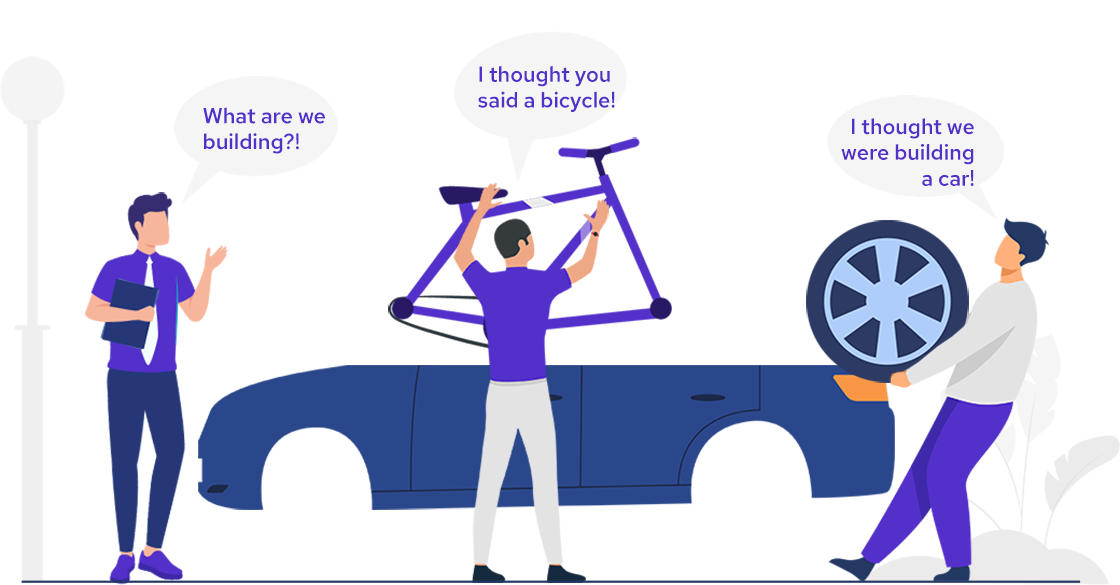 What are we
building?!
I thought you
said a bicycle!
I thought we
were building
a car!